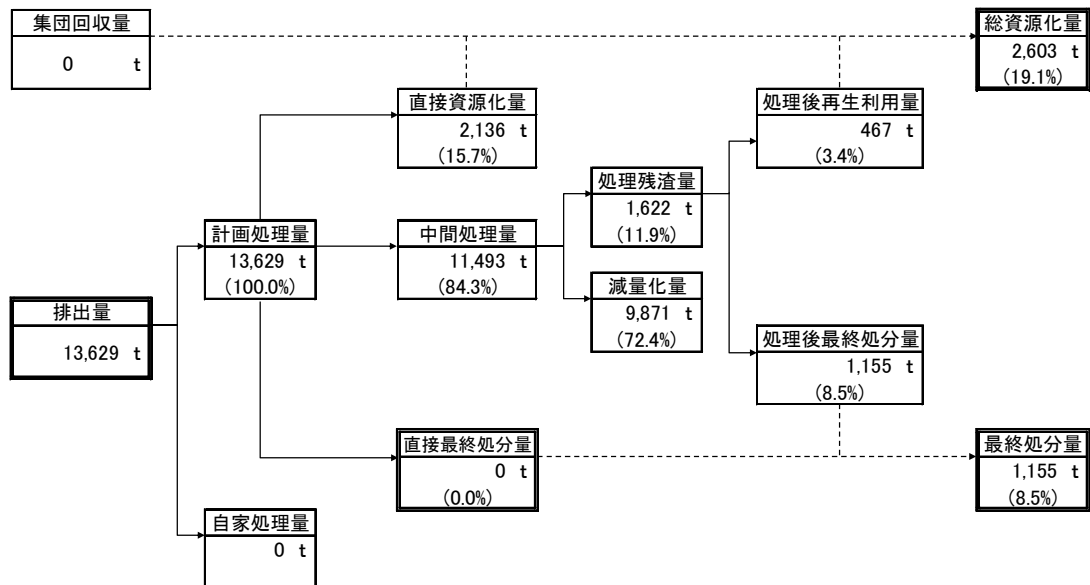 集団回収量
0 t
総資源化量
2,603 t
(19.1%)
直接資源化量
2,136 t
(15.7%)
処理後再生利用量
467 t
(3.4%)
処理残渣量
1,622 t
(11.9%)
計画処理量
13,629 t
(100.0%)
中間処理量
11,493 t
(84.3%)
減量化量
9,871 t
(72.4%)
排出量
13,629 t
処理後最終処分量
1,155 t
(8.5%)
直接最終処分量
0 t
(0.0%)
最終処分量
1,155 t
(8.5%)
自家処理量
0 t